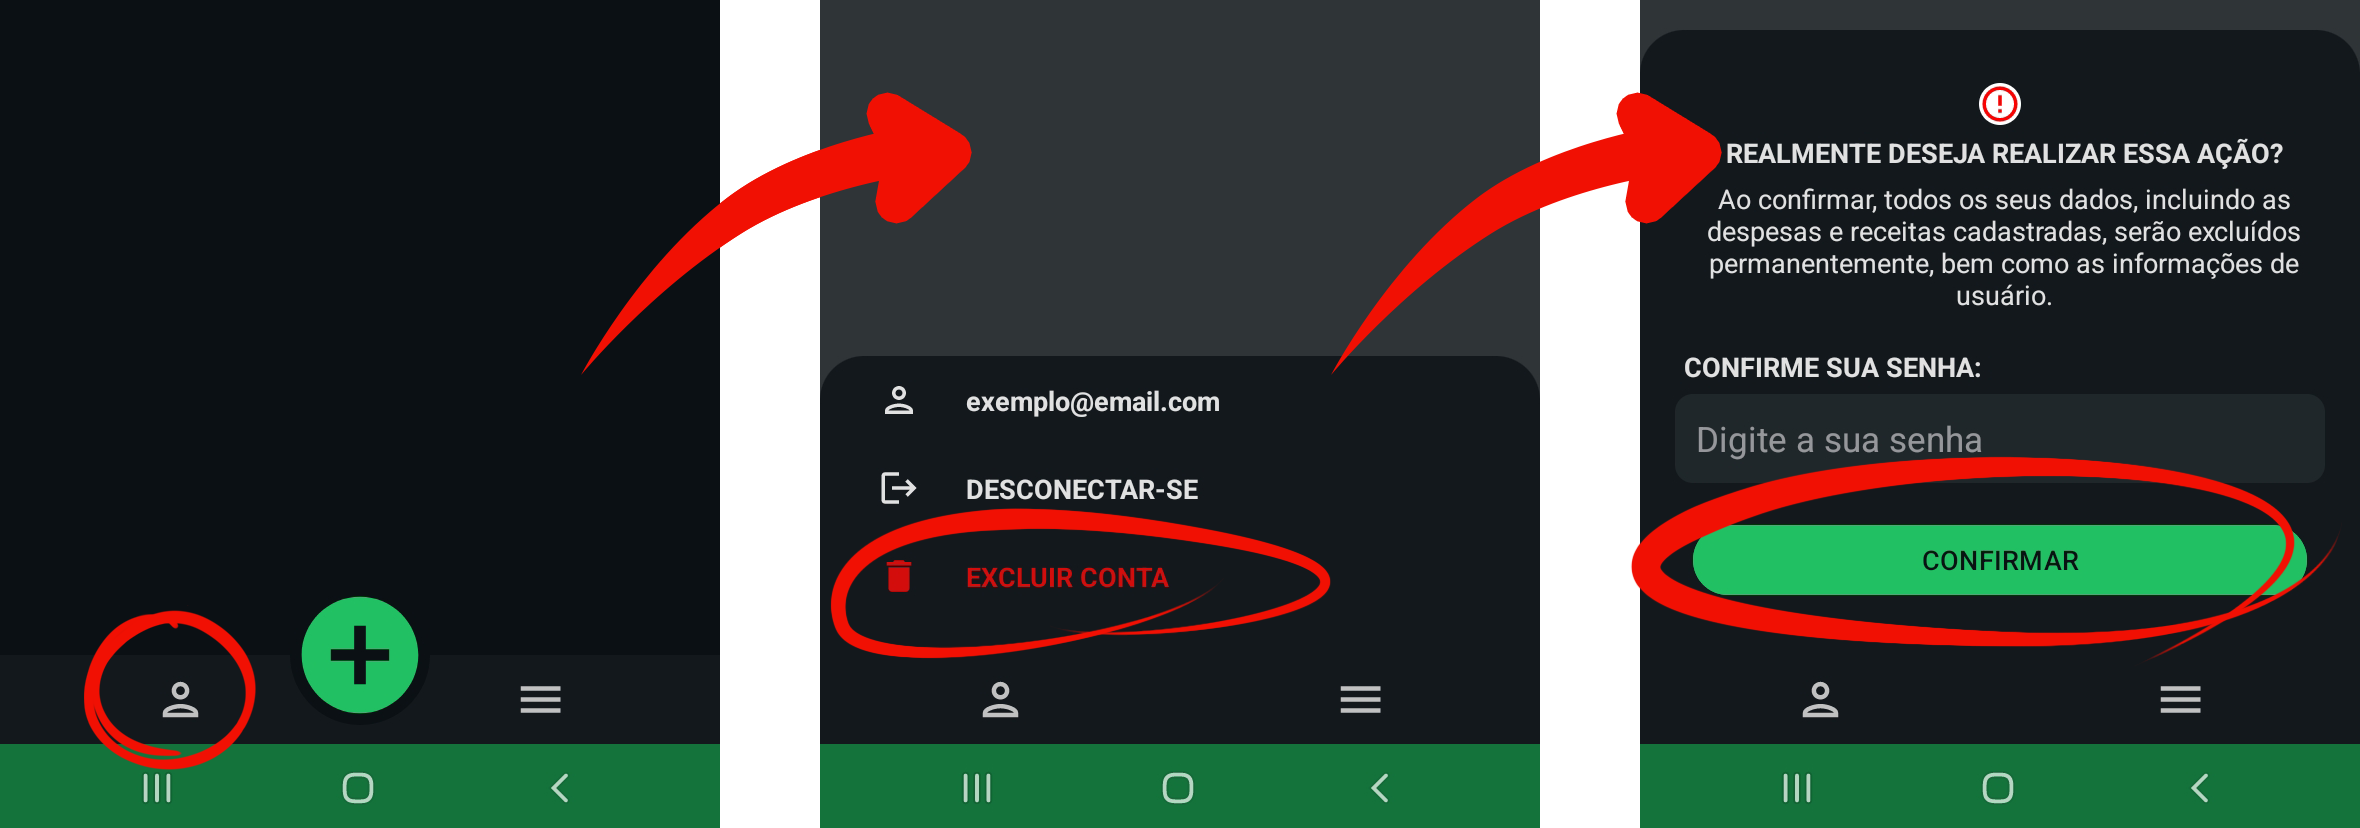 exemplo@email.com
DESCONECTAR-SE
EXCLUIR CONTA
REALMENTE DESEJA REALIZAR ESSA AÇÃO?
Ao confirmar, todos os seus dados, incluindo as
despesas e receitas cadastradas, serão excluídos
permanentemente, bem como as informações de
usuário.
CONFIRME SUA SENHA:
Digite a sua senha
CONFIRMAR